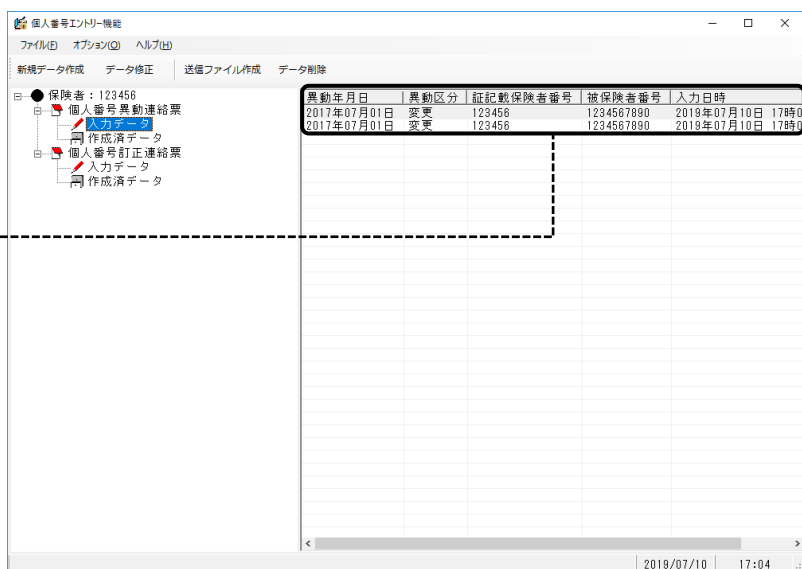 個人番号エントリー機能
ファイル(F) オプション(O) ヘルプ(H)
新規データ作成 データ修正 送信ファイル作成 データ削除
保険者：123456
個人番号異動連絡票
入力データ
作成済データ
個人番号訂正連絡票
入力データ
作成済データ
異動年月日 異動区分 証記載保険者番号 被保険者番号 入力日時
2017年07月01日 変更 123456 1234567890 2019年07月10日 17時0
2017年07月01日 変更 123456 1234567890 2019年07月10日 17時0
2019/07/10 17:04